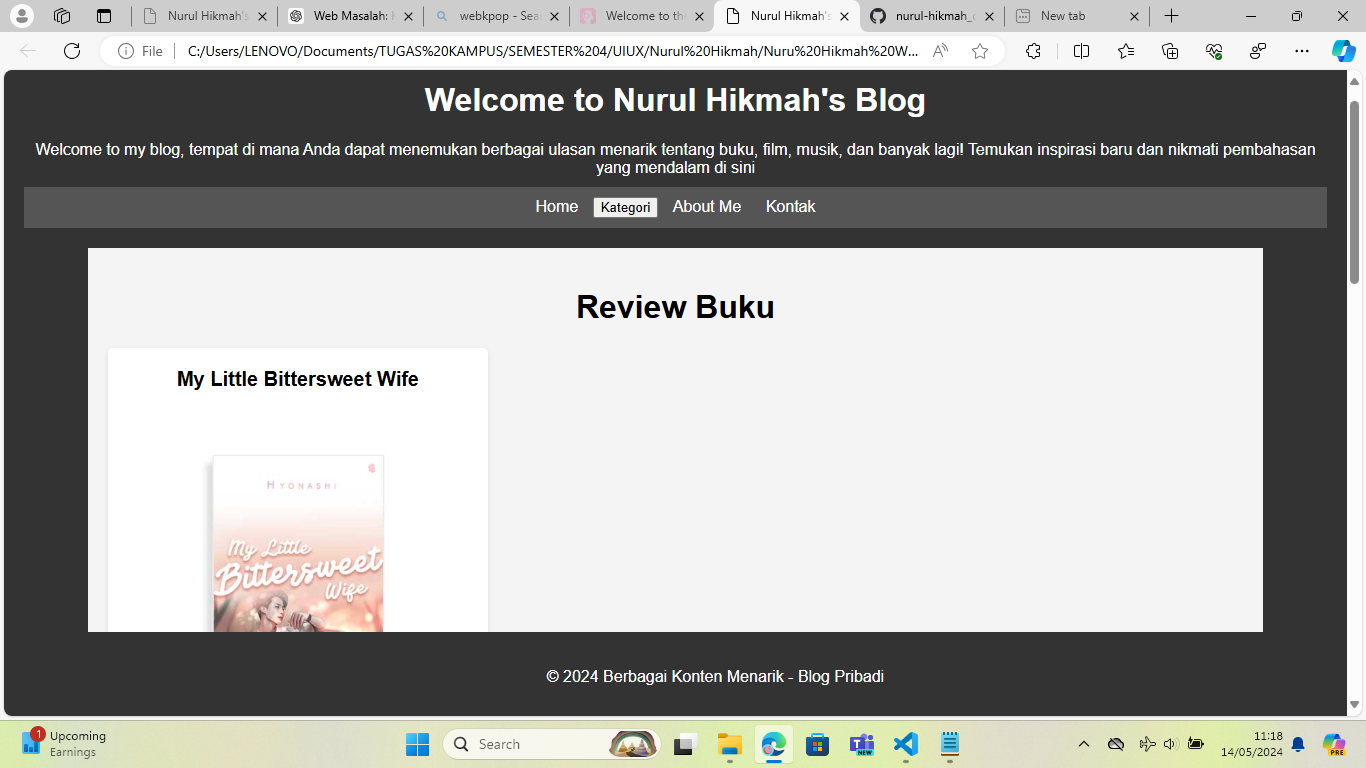 Nurul Hikmah's
Web Masalah:
webkpop - Sea
Welcome to th
Nurul Hikmah's
nurul-hikmah_
New tab
File
C:/Users/LENOVO/Documents/TUGAS%20KAMPUS/SEMESTER%204/UIUX/Nurul%20Hikmah/Nuru%20Hikmah%20W...
Welcome to Nurul Hikmah's Blog
Welcome to my blog, tempat di mana Anda dapat menemukan berbagai ulasan menarik tentang buku, film, musik, dan banyak lagi! Temukan inspirasi baru dan nikmati pembahasan
yang mendalam di sini
Home Kategori About Me Kontak
Review Buku
My Little Bittersweet Wife
HYONASHI
My Little
Bittersweet
Wife
© 2024 Berbagai Konten Menarik - Blog Pribadi
1
Upcoming
Earnings
Search
NEW
11:18
14/05/2024
PRE